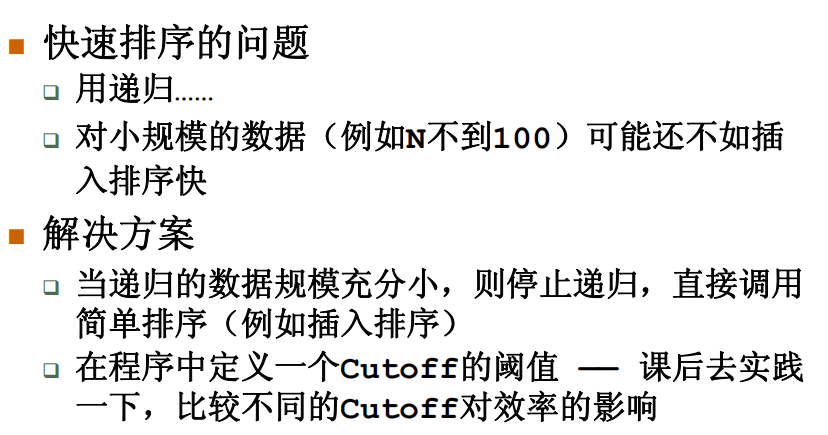 快速排序的问题
用递归……
对小规模的数据（例如N不到100）可能还不如插
入排序快
解决方案
当递归的数据规模充分小，则停止递归，直接调用
简单排序（例如插入排序）
在程序中定义一个Cutoff的阈值 —— 课后去实践
一下，比较不同的Cutoff对效率的影响